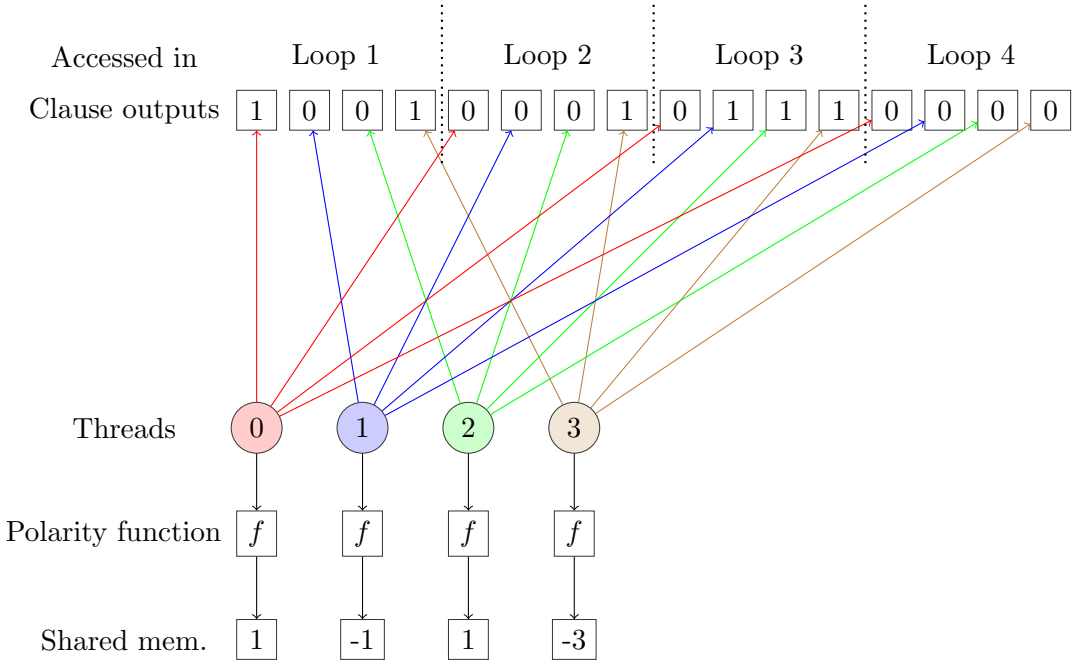 Accessed in Loop 1 Loop 2 Loop 3 Loop 4
Clause outputs 1 0 0 1 0 0 0 1 0 1 1 1 0 0 0 0
Threads 0 1 2 3
Polarity function f f f f
Shared mem. 1 -1 1 -3